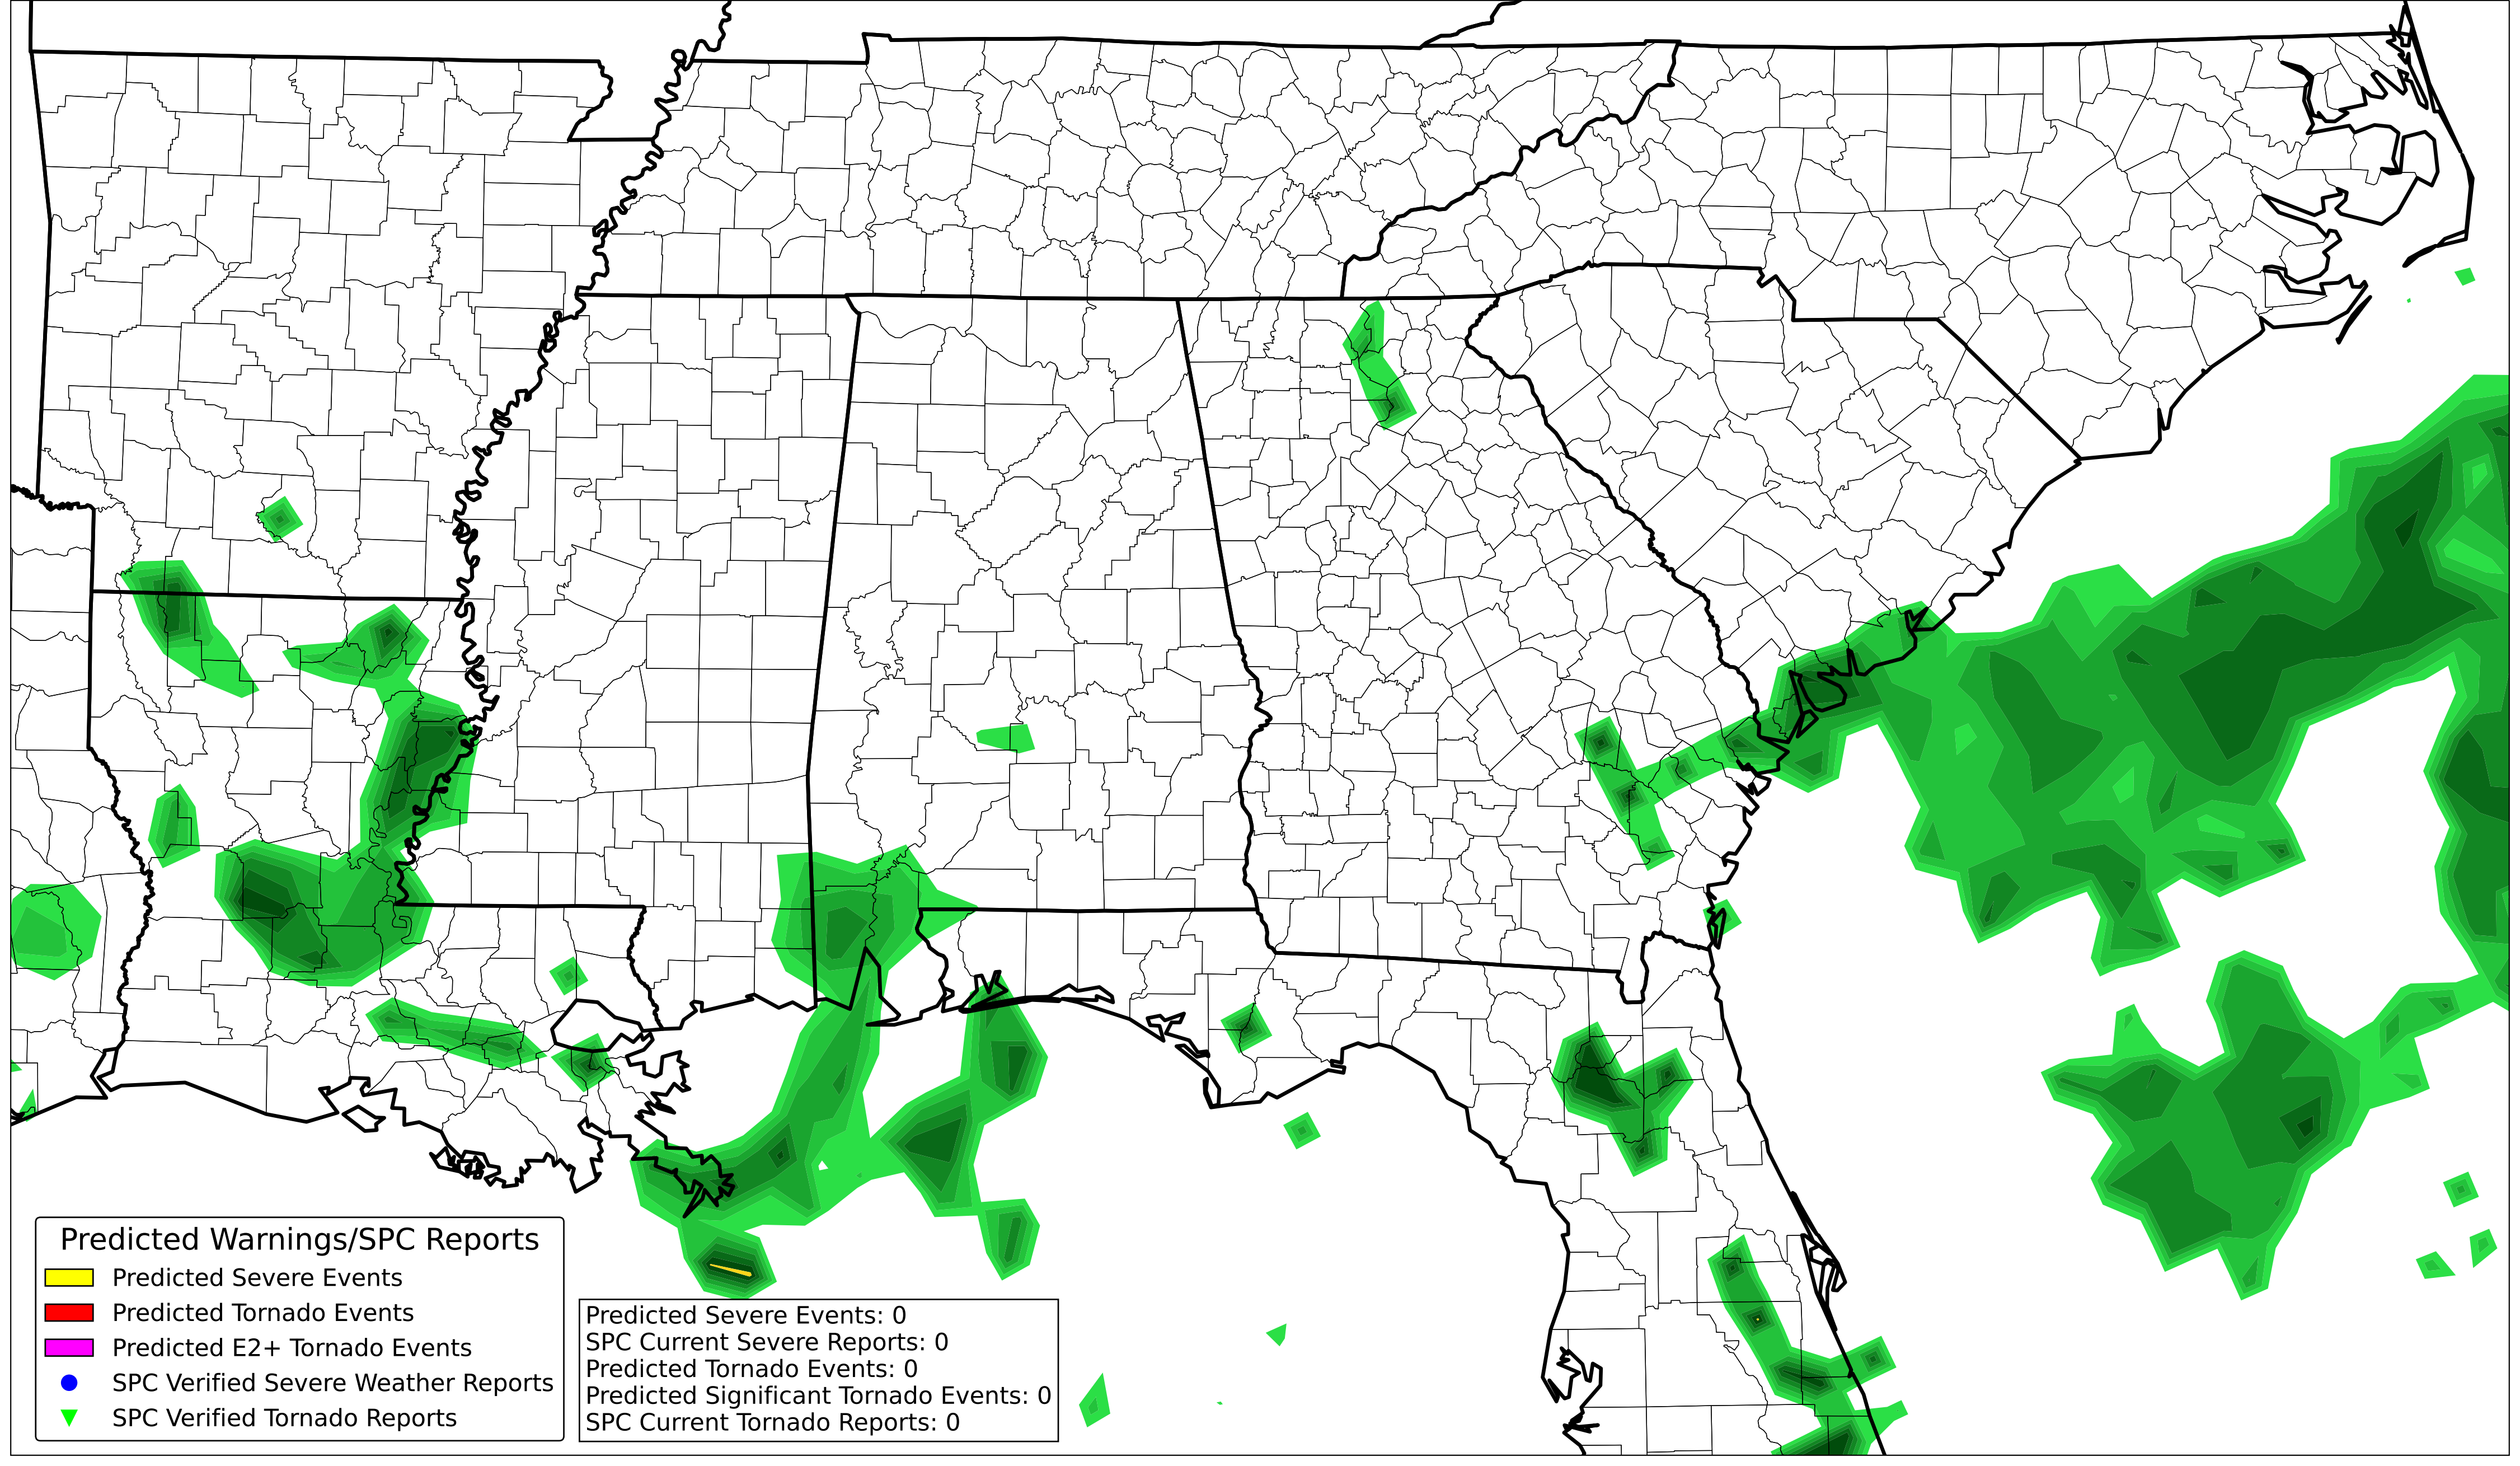 Predicted Warnings/SPC Reports
Predicted Severe Events
Predicted Tornado Events
Predicted E2+ Tornado Events
SPC Verified Severe Weather Reports
SPC Verified Tornado Reports
Predicted Severe Events: 0
SPC Current Severe Reports: 0
Predicted Tornado Events: 0
Predicted Significant Tornado Events: 0
SPC Current Tornado Reports: 0